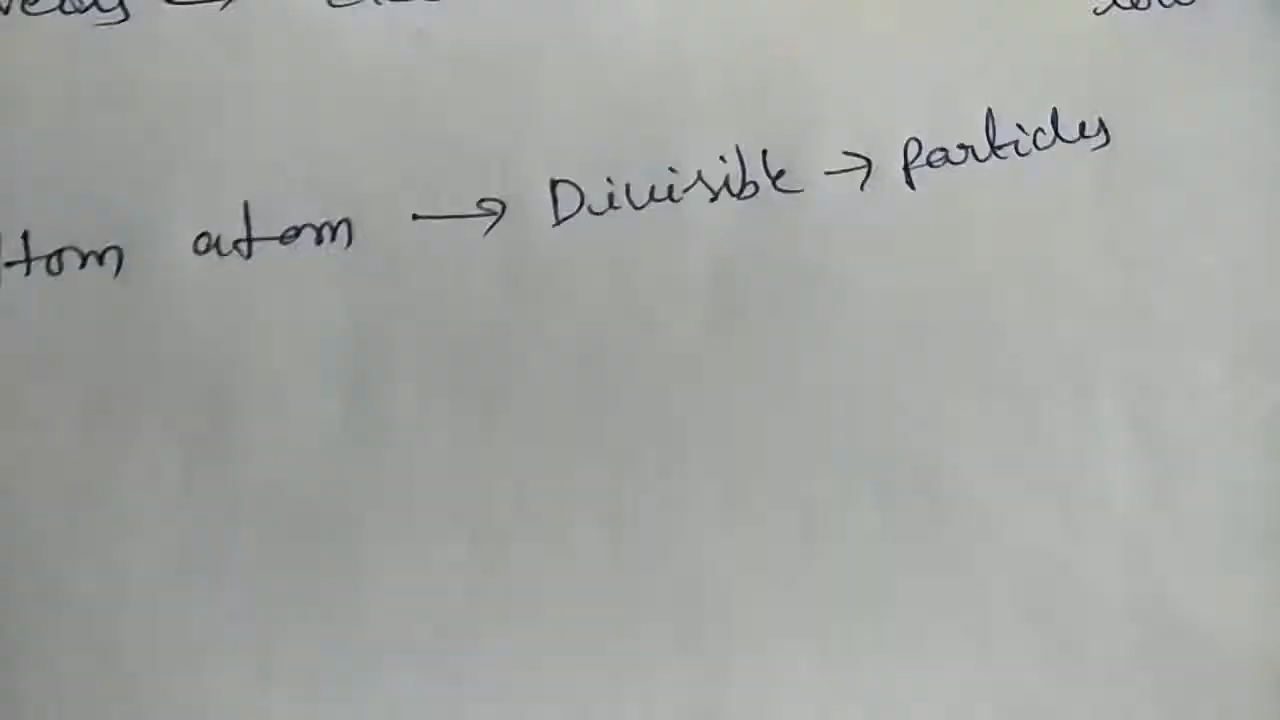 tom atom → Divisible → particles